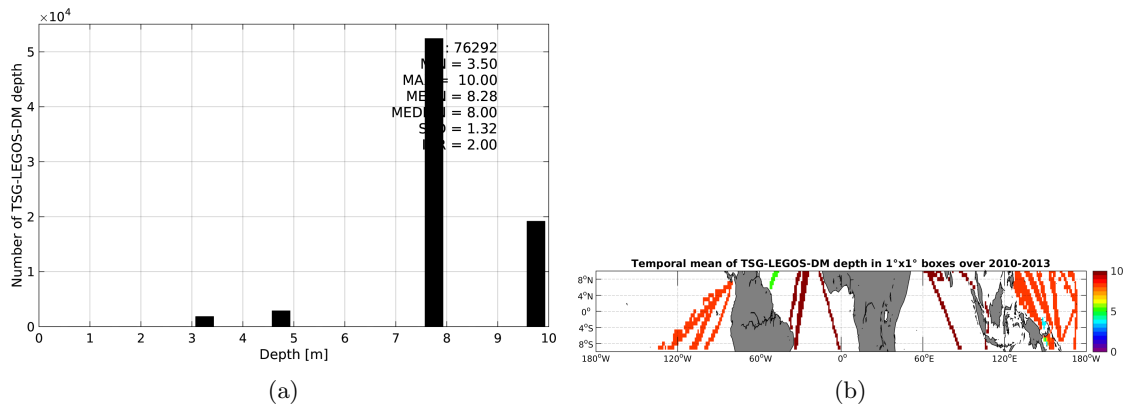 ×10⁴
5
4
3
2
1
0
Number of TSG-LEGOS-DM depth
: 76292
= 3.50
= 10.00
= 8.28
= 8.00
= 1.32
= 2.00
0 1 2 3 4 5 6 7 8 9 10
Depth [m]
(a)
Temporal mean of TSG-LEGOS-DM depth in 1°x1° boxes over 2010-2013
8°N
4°N
0°
4°S
8°S
180°W 120°W 60°W 0° 60°E 120°E 180°W
10
5
0
(b)